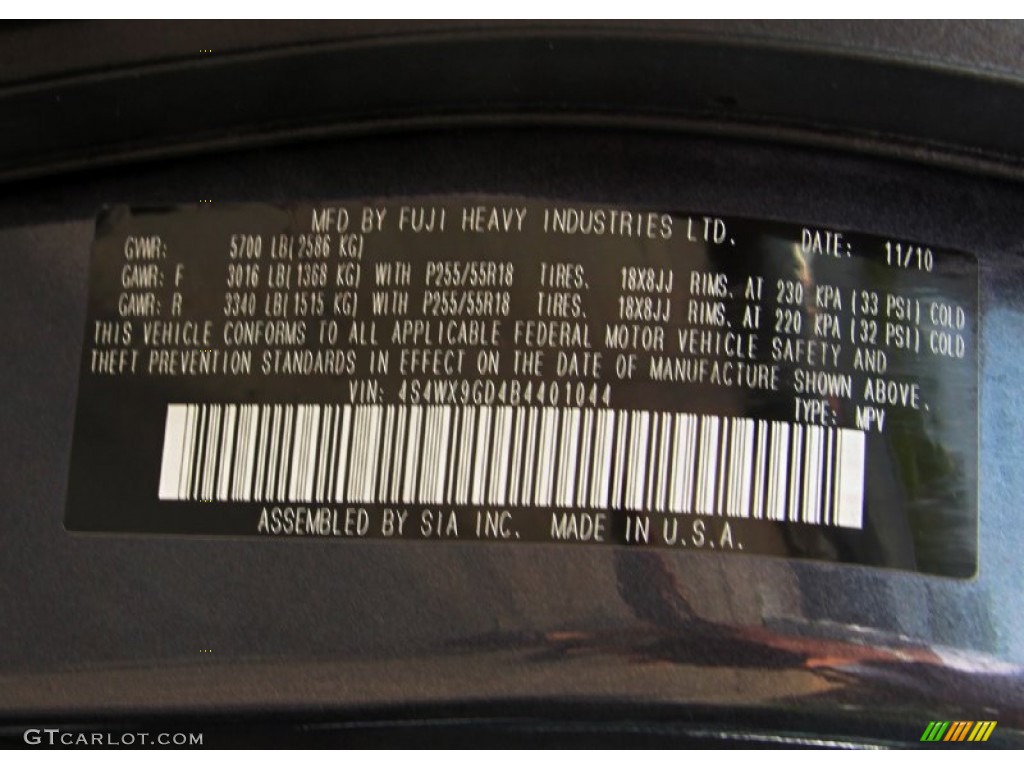 MFD BY FUJI HEAVY INDUSTRIES LTD. DATE: 11/10
GVWR: 5700 LB(2586 KG)
GAWR: F 3016 LB(1368 KG) WITH P255/55R18 TIRES. 18X8JJ RIMS. AT 230 KPA (33 PSI) COLD
GAWR: R 3340 LB(1515 KG) WITH P255/55R18 TIRES. 18X8JJ RIMS. AT 220 KPA (32 PSI) COLD
THIS VEHICLE CONFORMS TO ALL APPLICABLE FEDERAL MOTOR VEHICLE SAFETY AND
THEFT PREVENTION STANDARDS IN EFFECT ON THE DATE OF MANUFACTURE SHOWN ABOVE.
VIN: 4S4WX9GD4B4401044 TYPE: MPV
ASSEMBLED BY SIA INC. MADE IN U.S.A.
GTCARLOT.COM